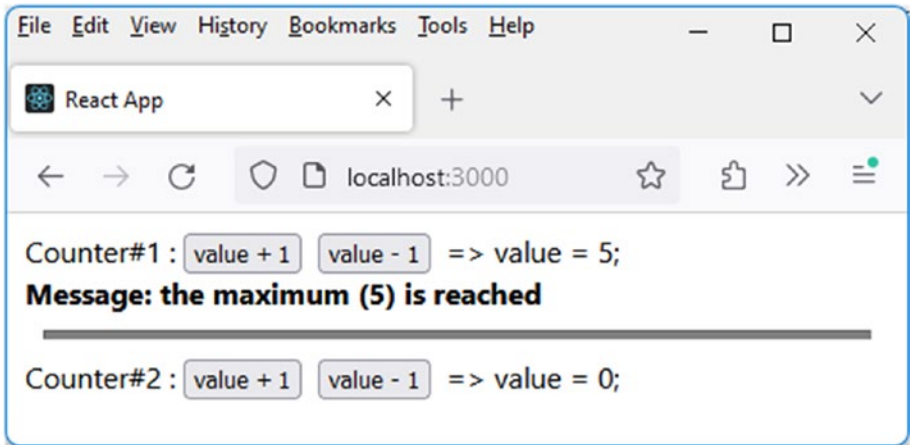 File Edit View History Bookmarks Tools Help
React App
localhost:3000
Counter#1 : value + 1 value - 1 => value = 5;
Message: the maximum (5) is reached
Counter#2 : value + 1 value - 1 => value = 0;